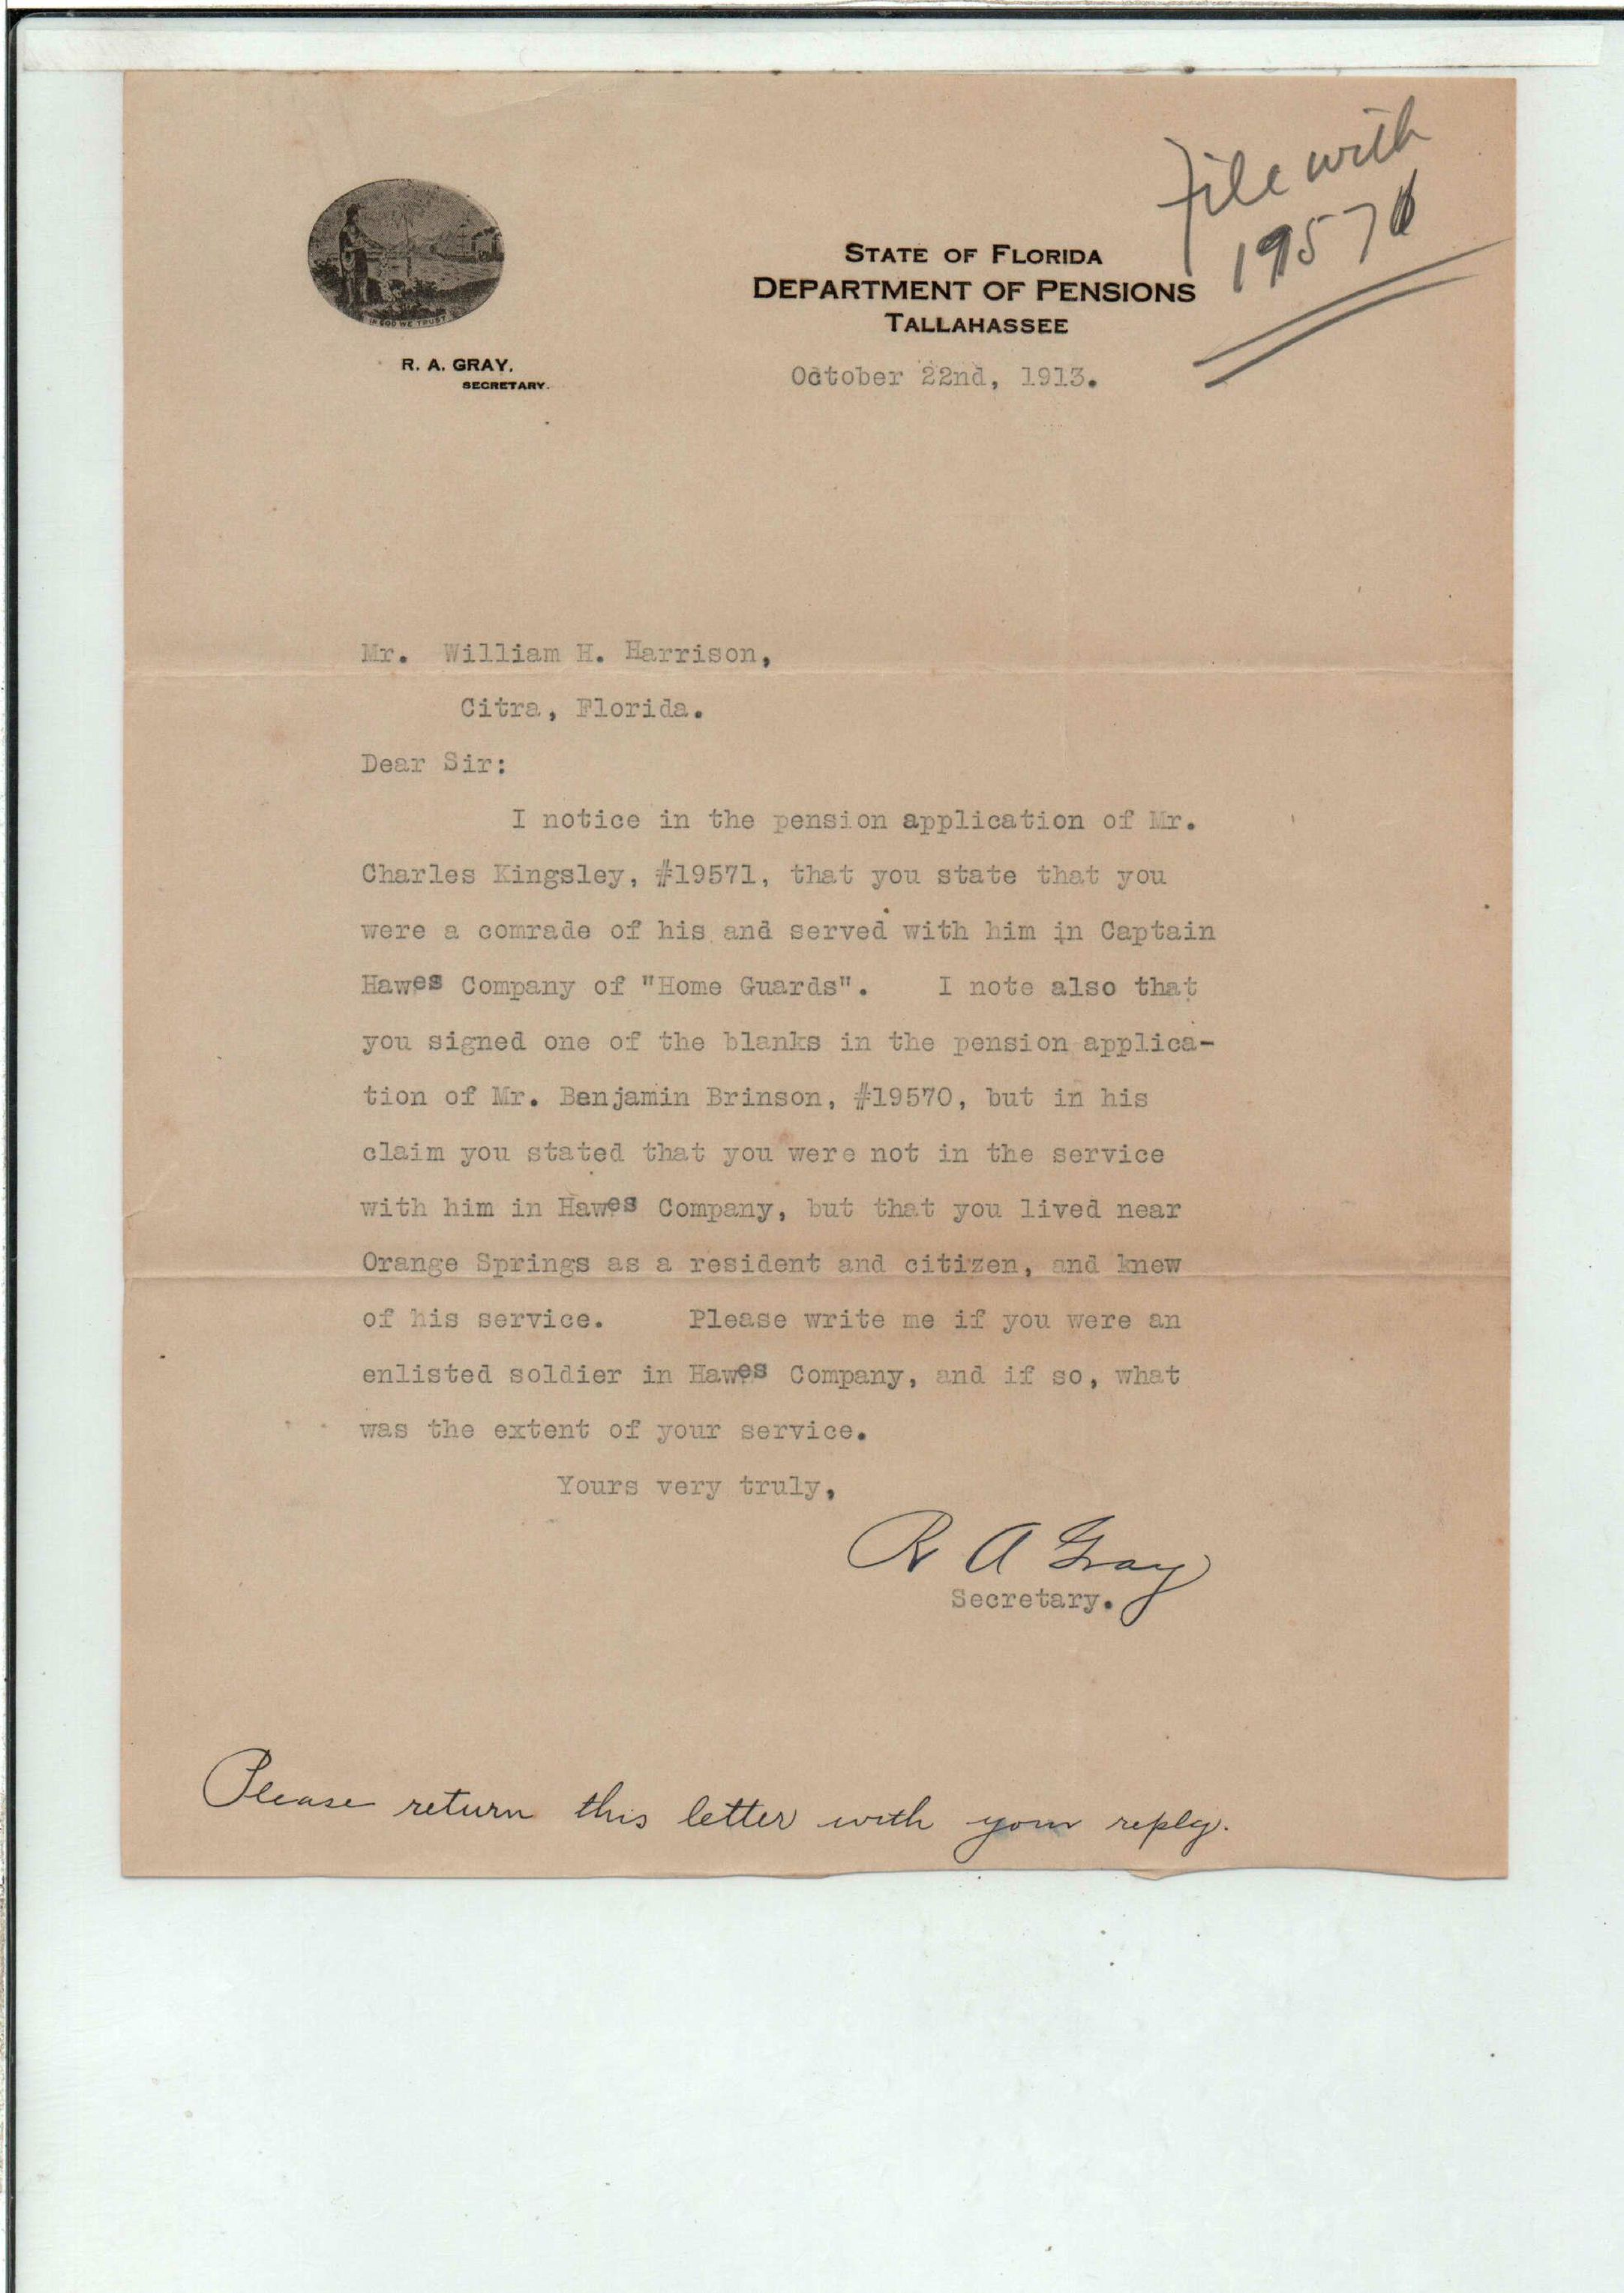 File with
1957
IN GOD WE TRUST
STATE OF FLORIDA
DEPARTMENT OF PENSIONS
TALLAHASSEE
R. A. GRAY.
SECRETARY.
October 22nd, 1913.
Mr. William H. Harrison,
Citra, Florida.
Dear Sir:
I notice in the pension application of Mr.
Charles Kingsley, #19571, that you state that you
were a comrade of his and served with him in Captain
Hawes Company of "Home Guards". I note also that
you signed one of the blanks in the pension applica-
tion of Mr. Benjamin Brinson, #19570, but in his
claim you stated that you were not in the service
with him in Hawes Company, but that you lived near
Orange Springs as a resident and citizen, and knew
of his service. Please write me if you were an
enlisted soldier in Hawes Company, and if so, what
was the extent of your service.
Yours very truly,
R A Gray
Secretary.
Please return this letter with your reply.